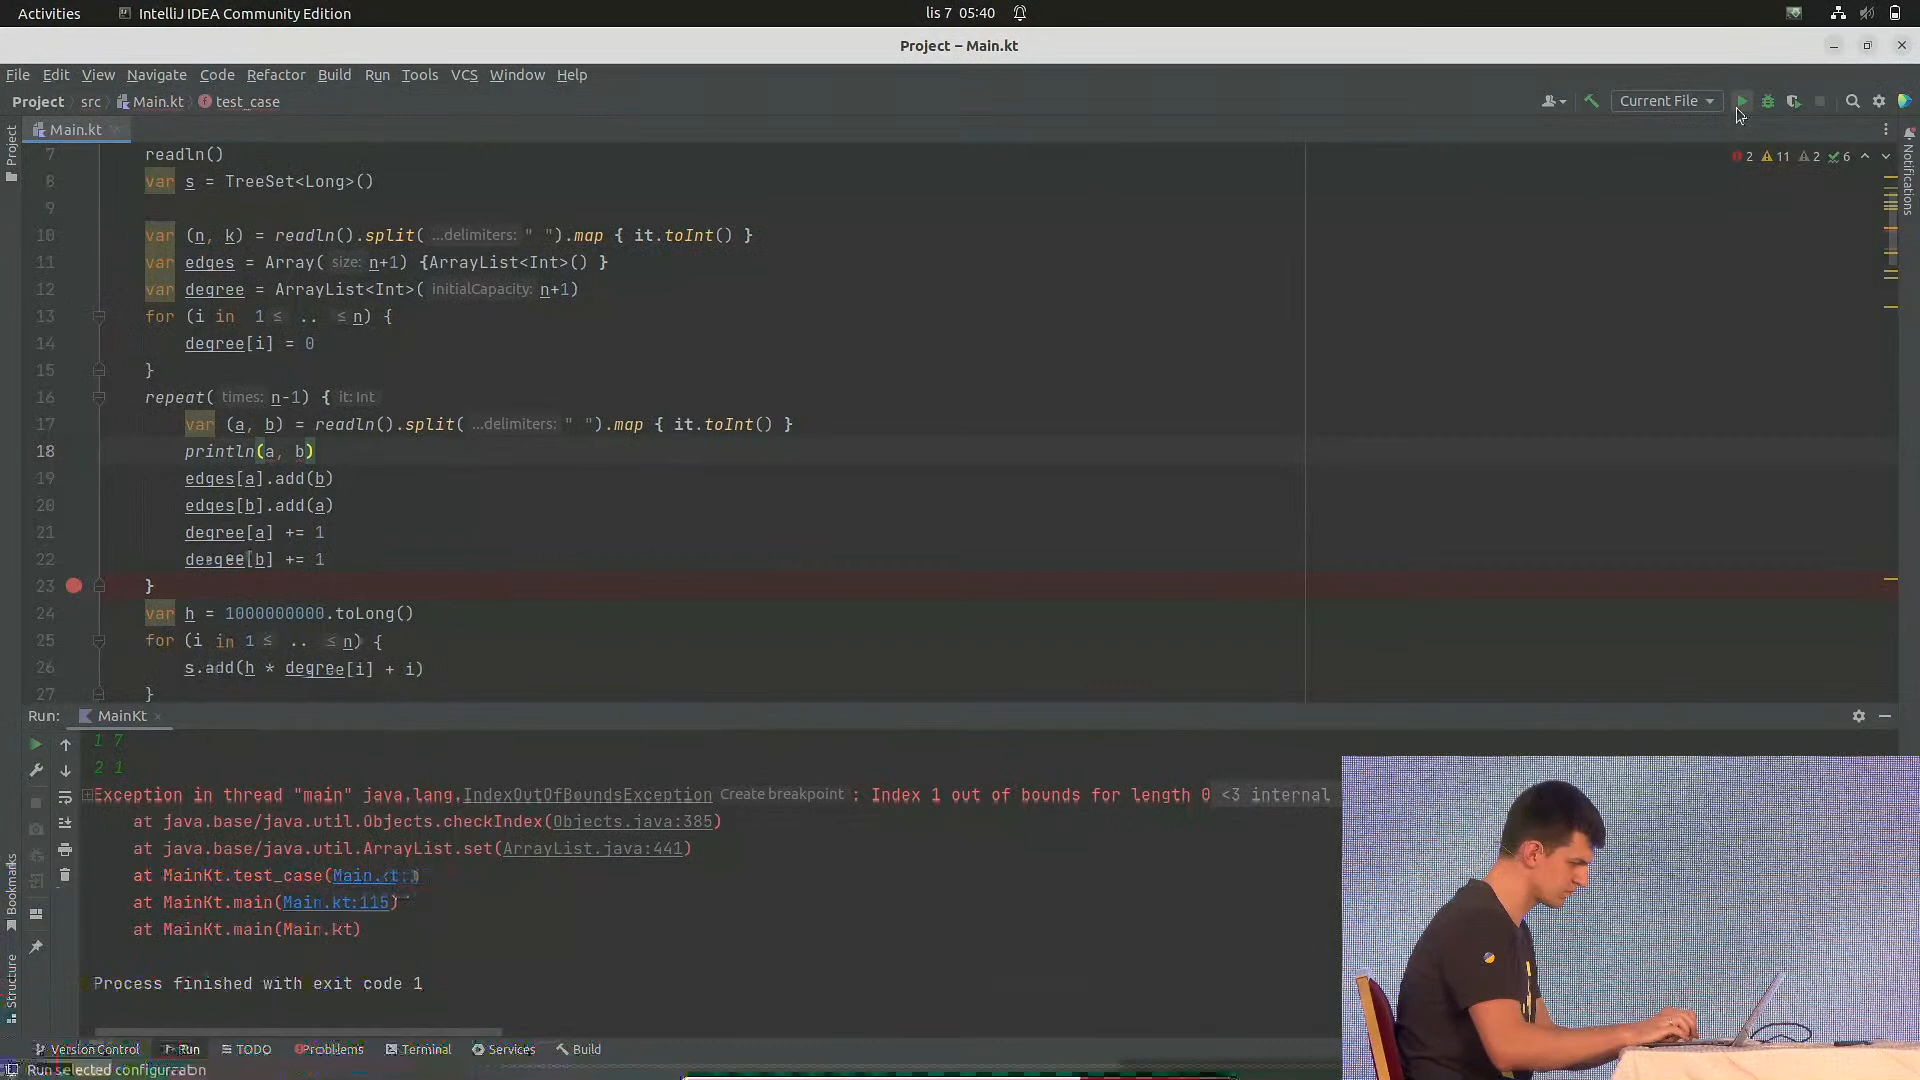 Activities IntelliJ IDEA Community Edition lis 7 05:40
Project – Main.kt
File Edit View Navigate Code Refactor Build Run Tools VCS Window Help
Project src Main.kt test_case Current File
Project Main.kt Notifications
2 11 2 6
7 readln()
8 var s = TreeSet<Long>()
9
10 var (n, k) = readln().split( ...delimiters: " ").map { it.toInt() }
11 var edges = Array( size: n+1) {ArrayList<Int>() }
12 var degree = ArrayList<Int>( initialCapacity: n+1)
13 for (i in 1 ≤ .. ≤ n) {
14 degree[i] = 0
15 }
16 repeat( times: n-1) { it: Int
17 var (a, b) = readln().split( ...delimiters: " ").map { it.toInt() }
18 println(a, b)
19 edges[a].add(b)
20 edges[b].add(a)
21 degree[a] += 1
22 degree[b] += 1
23 }
24 var h = 1000000000.toLong()
25 for (i in 1 ≤ .. ≤ n) {
26 s.add(h * degree[i] + i)
27 }
Run: MainKt
1 7
2 1
Exception in thread "main" java.lang.IndexOutOfBoundsException Create breakpoint : Index 1 out of bounds for length 0 <3 internal
at java.base/java.util.Objects.checkIndex(Objects.java:385)
at java.base/java.util.ArrayList.set(ArrayList.java:441)
at MainKt.test_case(Main.kt:
at MainKt.main(Main.kt:115)
at MainKt.main(Main.kt)
Process finished with exit code 1
Bookmarks
Structure
Version Control Run TODO Problems Terminal Services Build
Run selected configuration